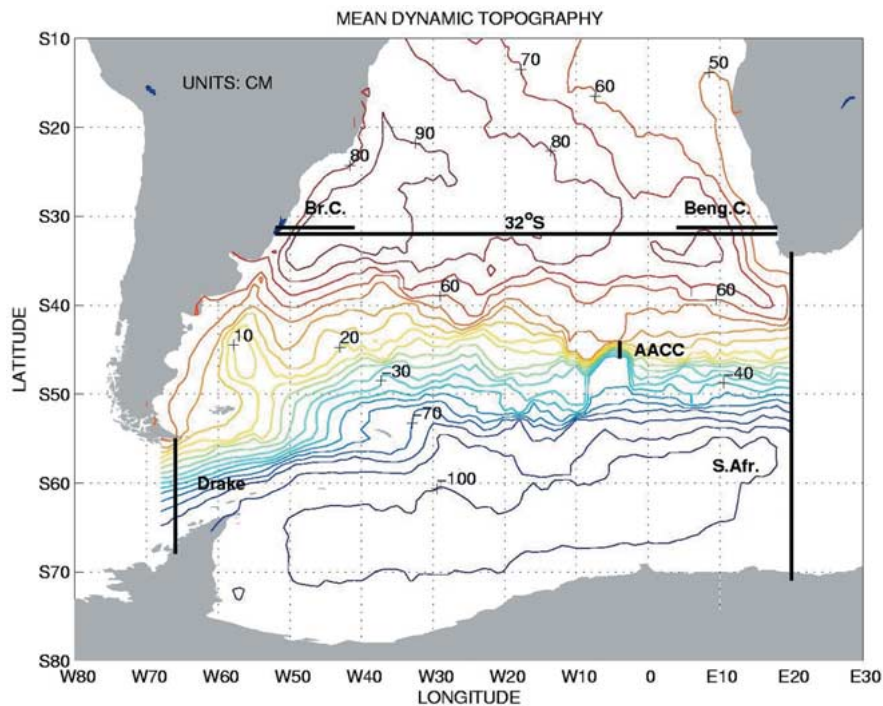 MEAN DYNAMIC TOPOGRAPHY
S10
70
50
UNITS: CM
60
S20
90
80
80
Br.C.
Beng.C.
S30
32°S
LATITUDE
S40
60
60
10
20
AACC
-30
-40
S50
-70
S.Afr.
S60
Drake
-100
S70
S80
W80 W70 W60 W50 W40 W30 W20 W10 0 E10 E20 E30
LONGITUDE